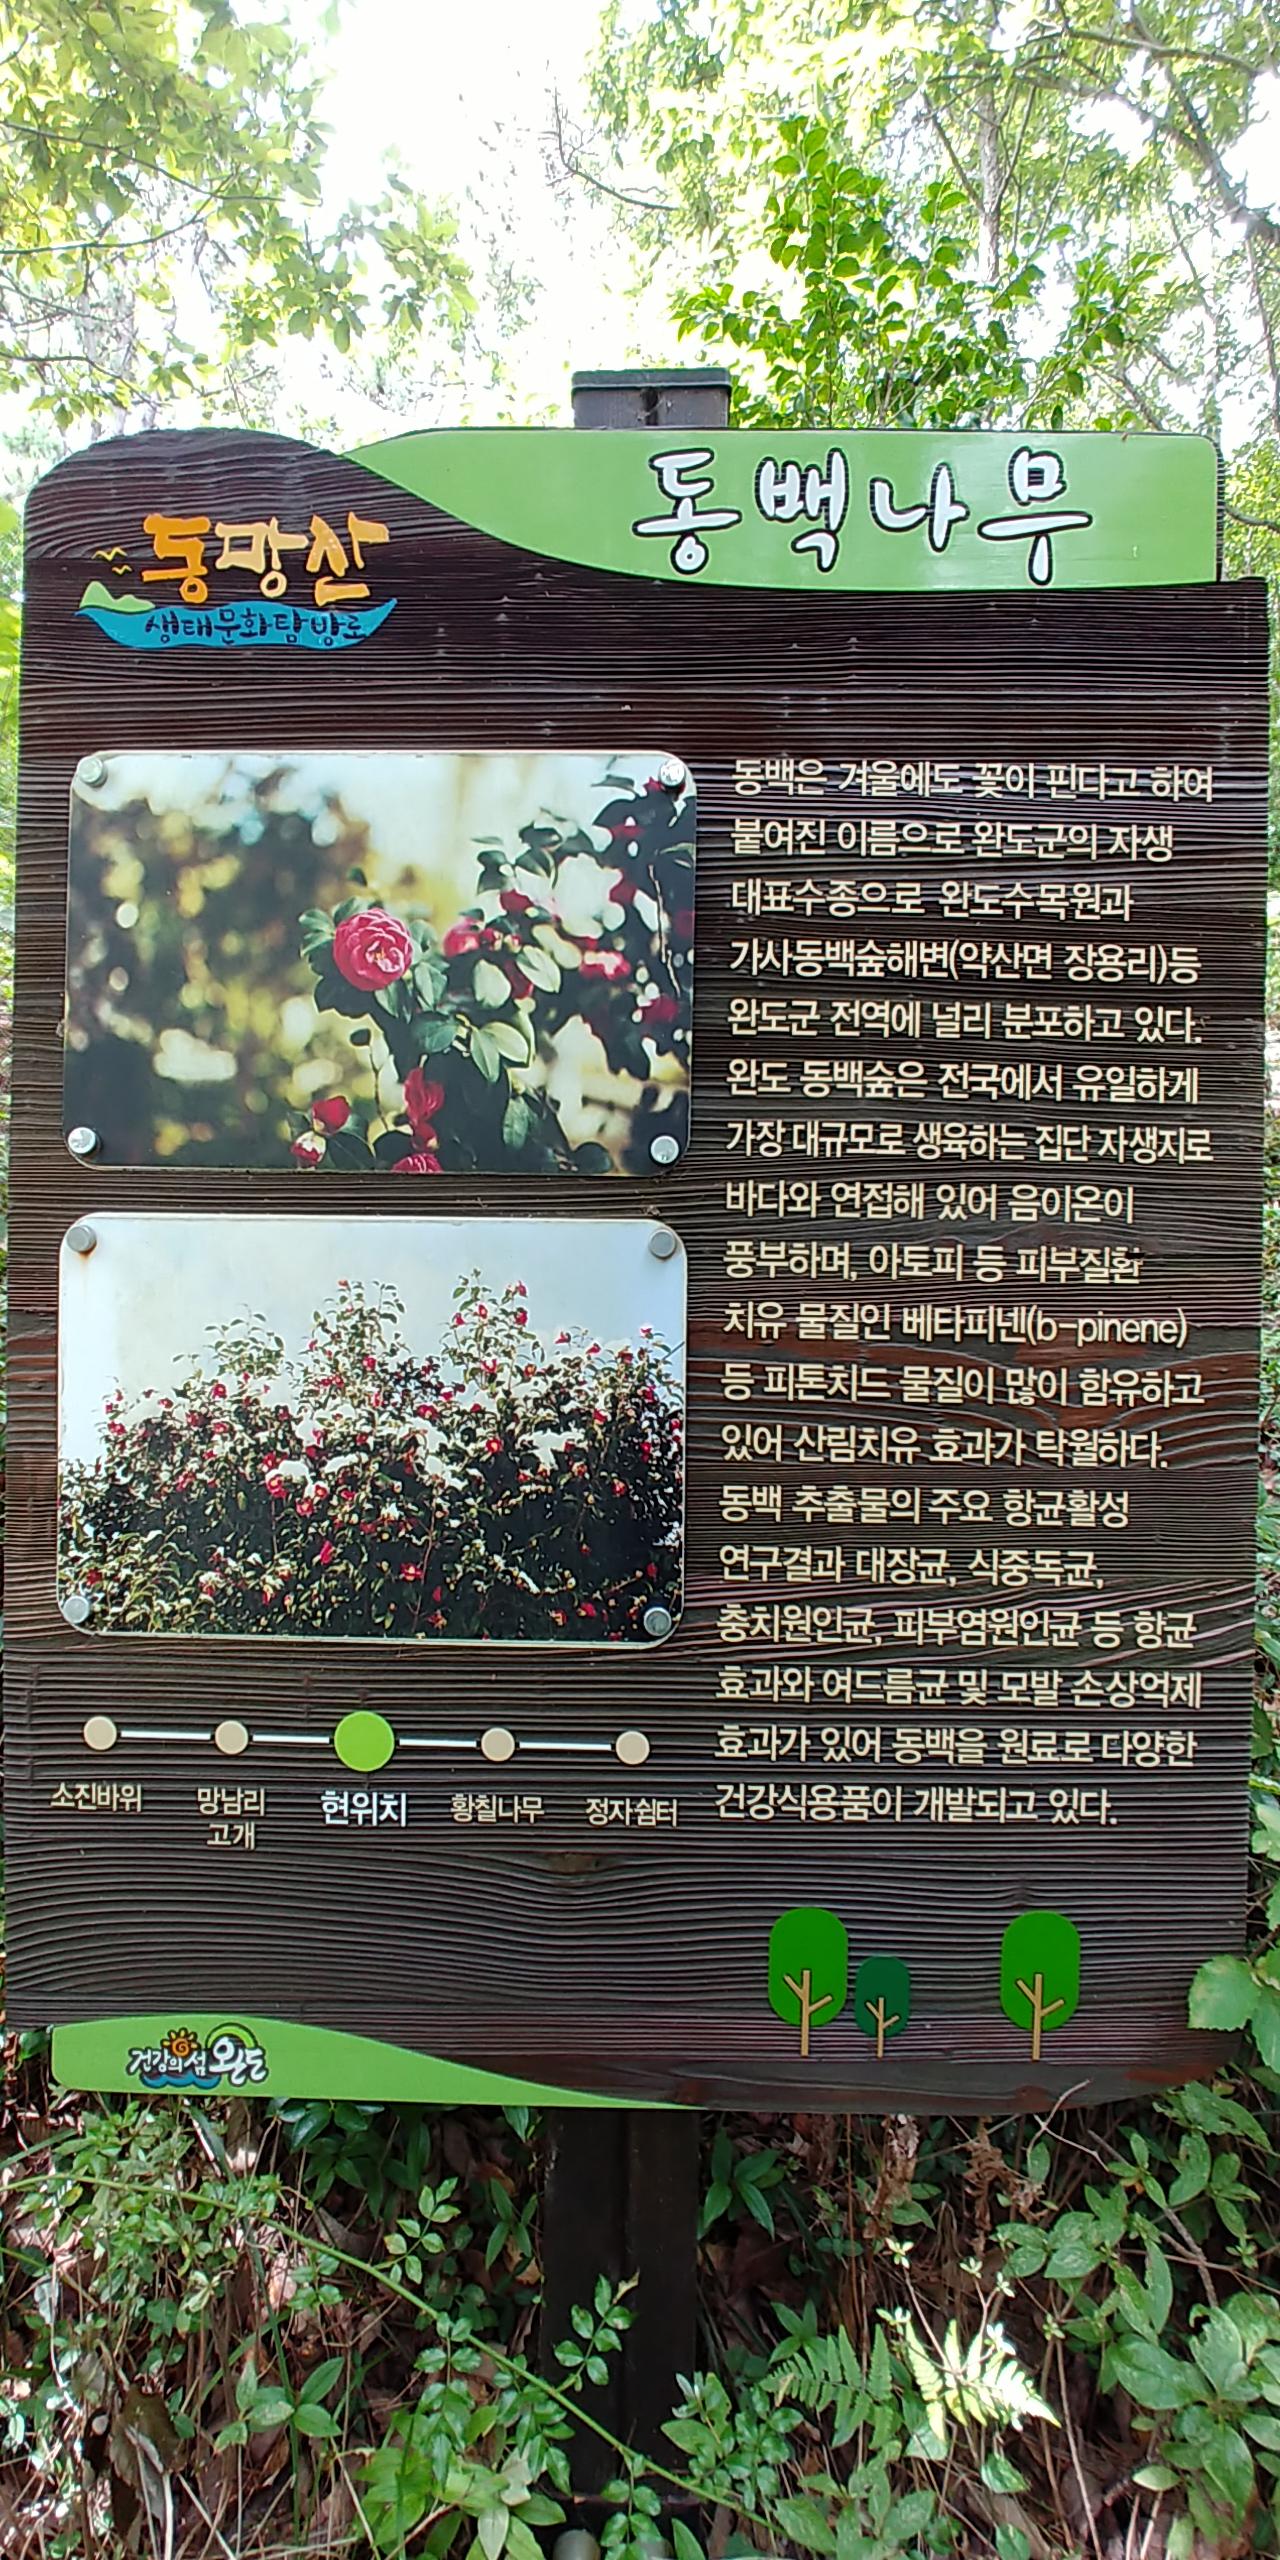 동백나무
동망산
생태문화탐방로
동백은 겨울에도 꽃이 핀다고 하여
붙여진 이름으로 완도군의 자생
대표수종으로 완도수목원과
가사동백숲해변(약산면 장용리)등
완도군 전역에 널리 분포하고 있다.
완도 동백숲은 전국에서 유일하게
가장 대규모로 생육하는 집단 자생지로
바다와 연접해 있어 음이온이
풍부하며, 아토피 등 피부질환
치유 물질인 베타피넨(b-pinene)
등 피톤치드 물질이 많이 함유하고
있어 산림치유 효과가 탁월하다.
동백 추출물의 주요 항균활성
연구결과 대장균, 식중독균,
충치원인균, 피부염원인균 등 항균
효과와 여드름균 및 모발 손상억제
효과가 있어 동백을 원료로 다양한
건강식용품이 개발되고 있다.
소진바위 망남리 현위치 황칠나무 정자쉼터
고개
건강의 섬 완도